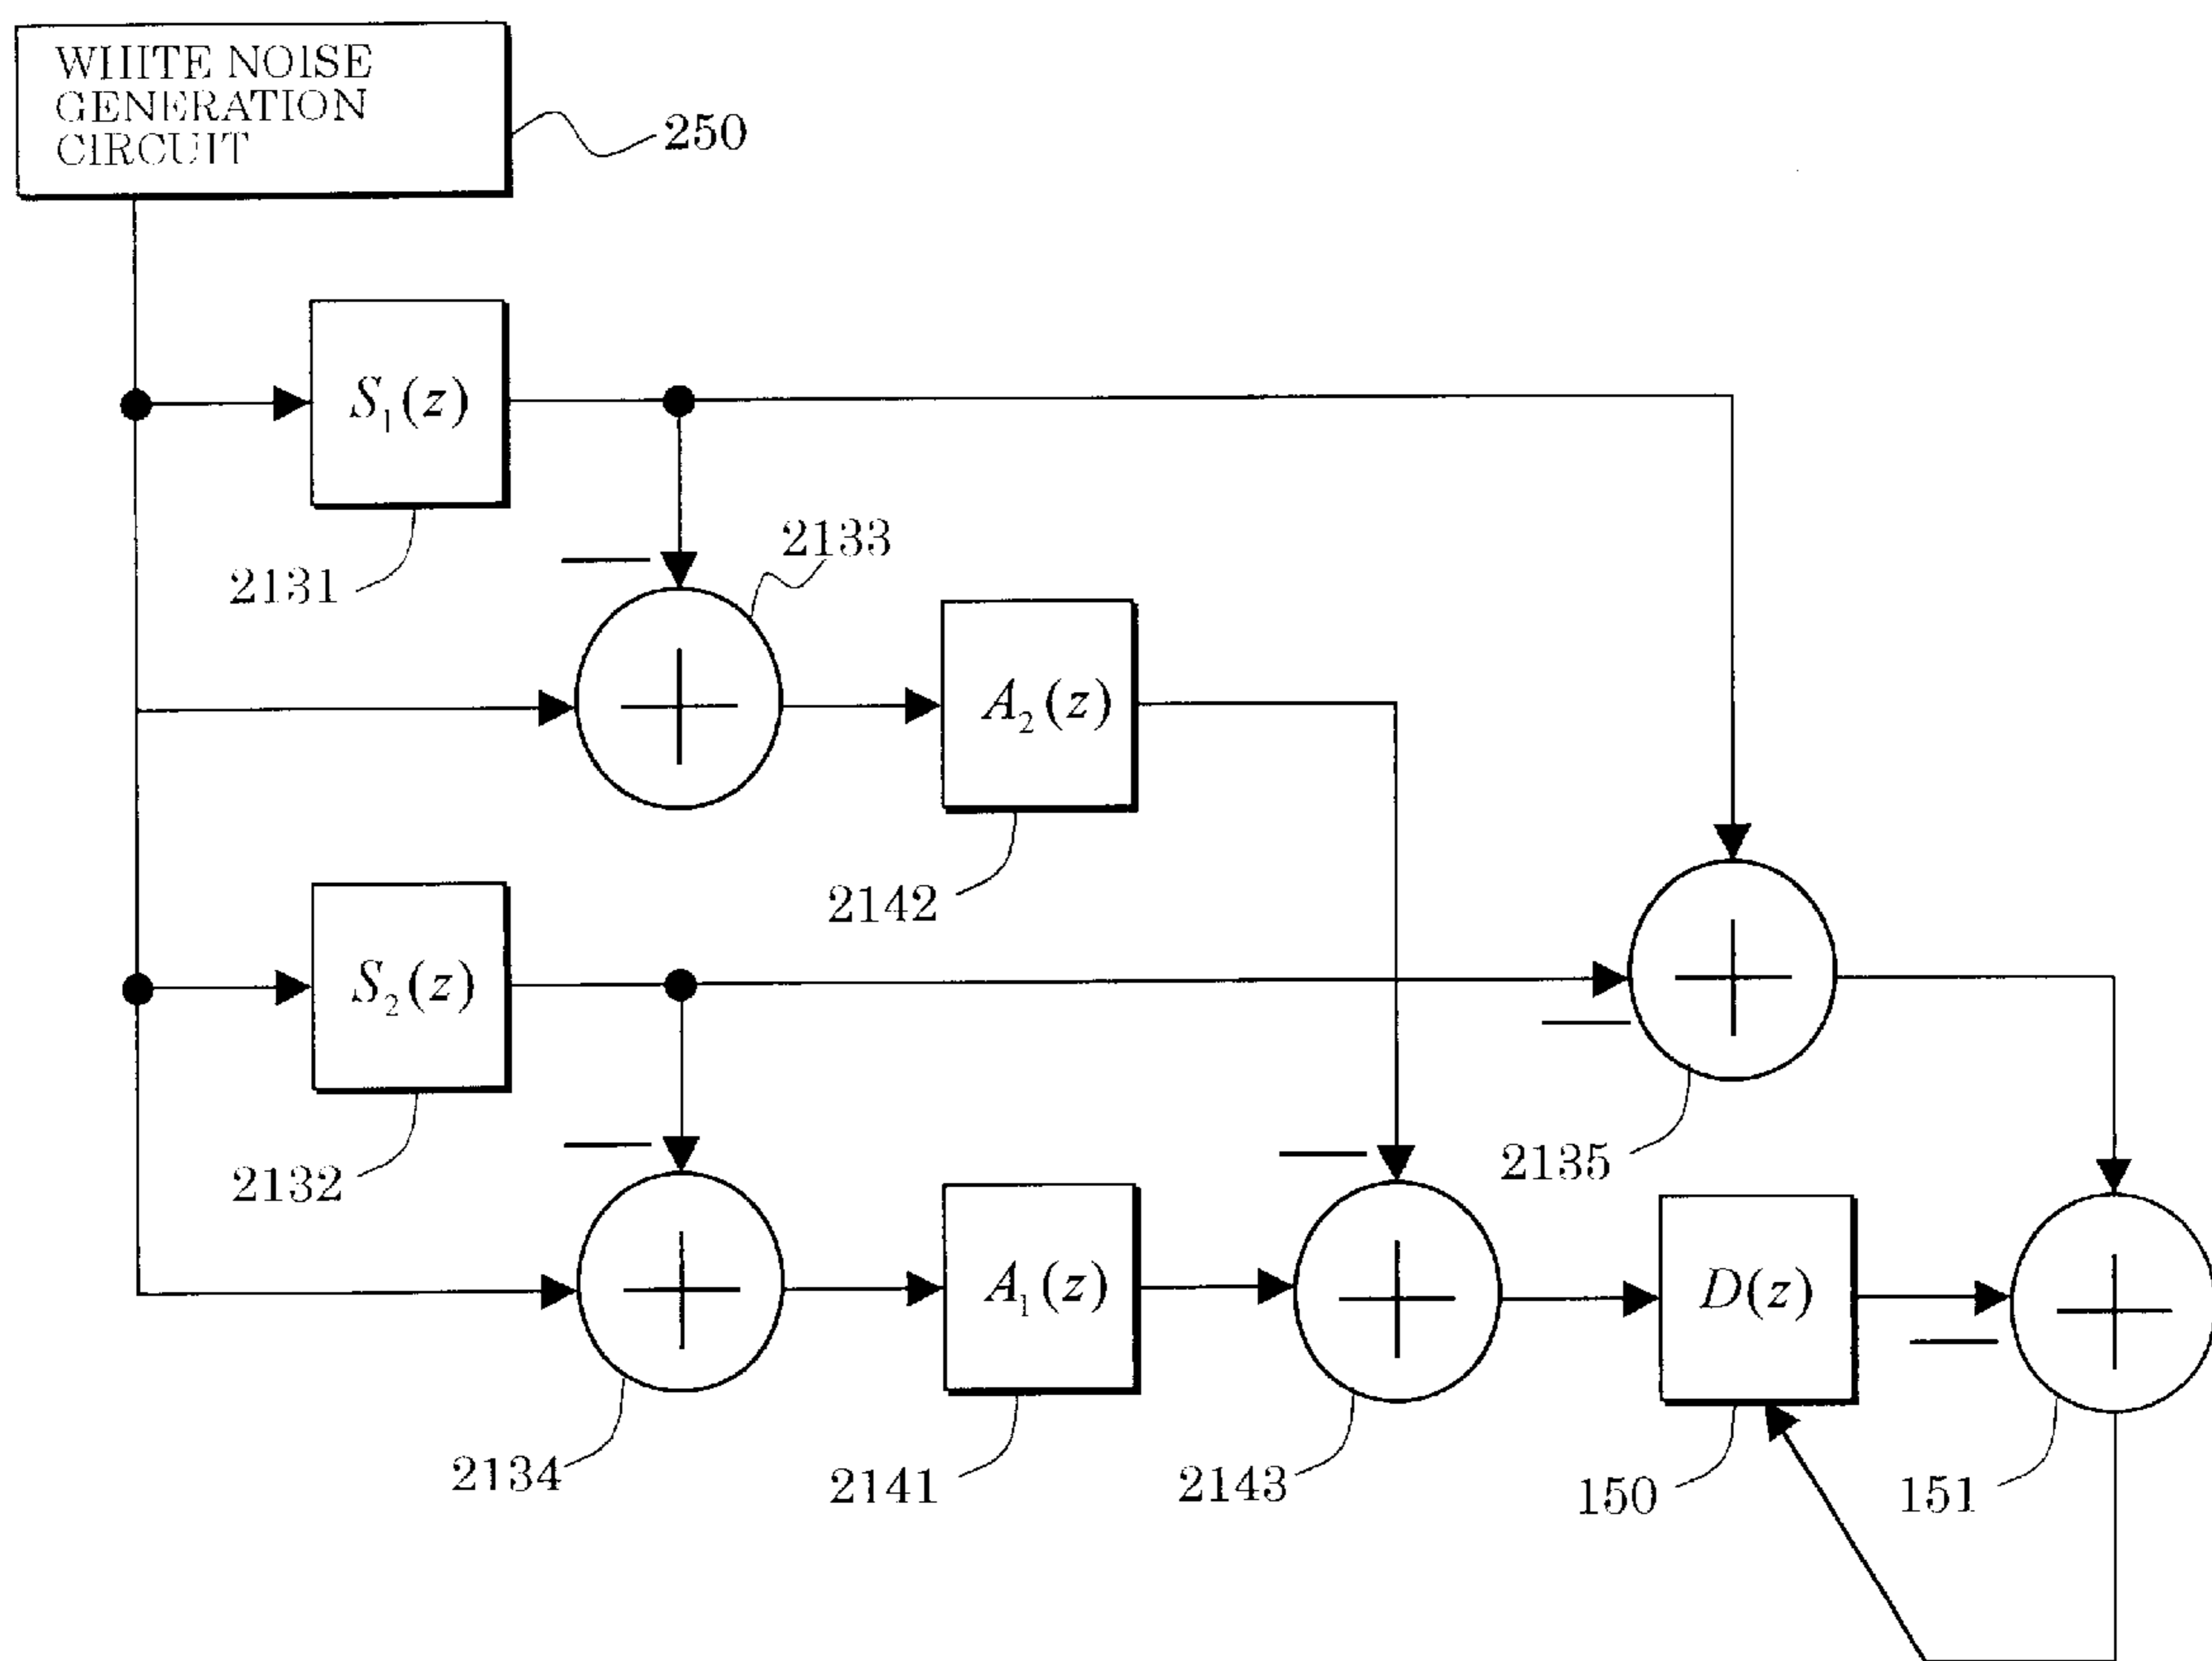 WHITE NOISE
GENERATION
CIRCUIT
250
S₁(z)
2131
2133
A₂(z)
2142
S₂(z)
2132
2135
A₁(z)
D(z)
2134
2141
2143
150
151